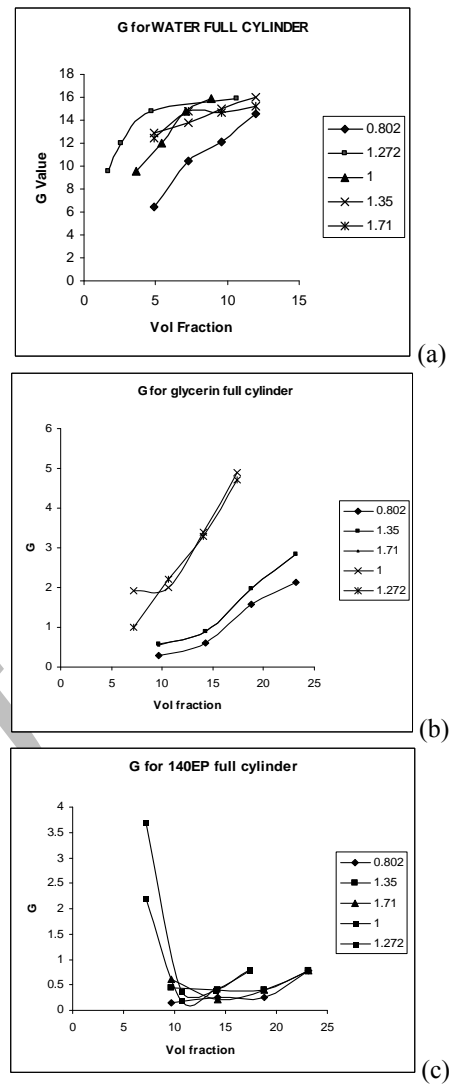 G for WATER FULL CYLINDER
18
16
14
12
10
8
6
4
2
0
G Value
0 5 10 15
Vol Fraction
0.802
1.272
1
1.35
1.71
(a)
G for glycerin full cylinder
6
5
4
3
2
1
0
G
0 5 10 15 20 25
Vol fraction
0.802
1.35
1.71
1
1.272
(b)
G for 140EP full cylinder
4
3.5
3
2.5
2
1.5
1
0.5
0
G
0 5 10 15 20 25
Vol fraction
0.802
1.35
1.71
1
1.272
(c)